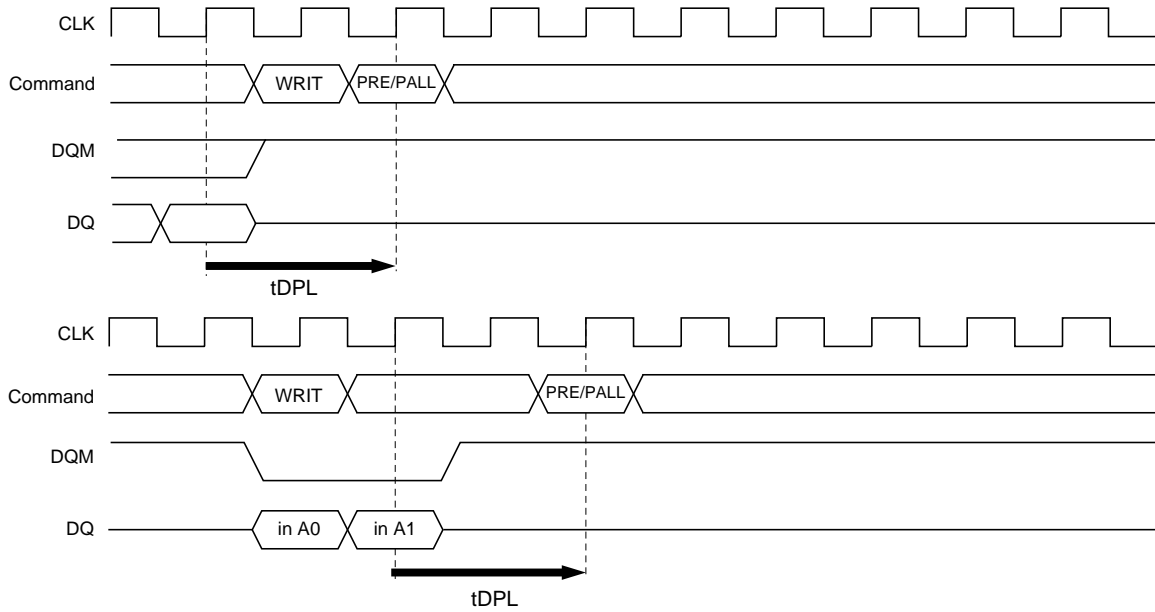 CLK
Command WRIT PRE/PALL
DQM
DQ
tDPL
CLK
Command WRIT PRE/PALL
DQM
DQ in A0 in A1
tDPL